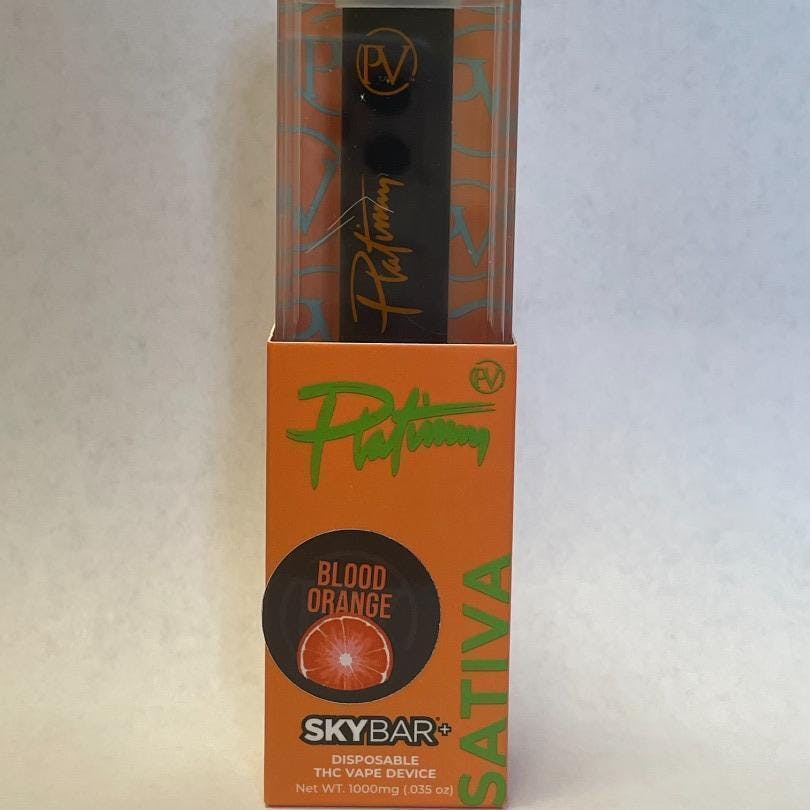 PV
Platinum
PV
Platinum
BLOOD
ORANGE
SATIVA
SKYBAR+
DISPOSABLE
THC VAPE DEVICE
Net WT. 1000mg (.035 oz)